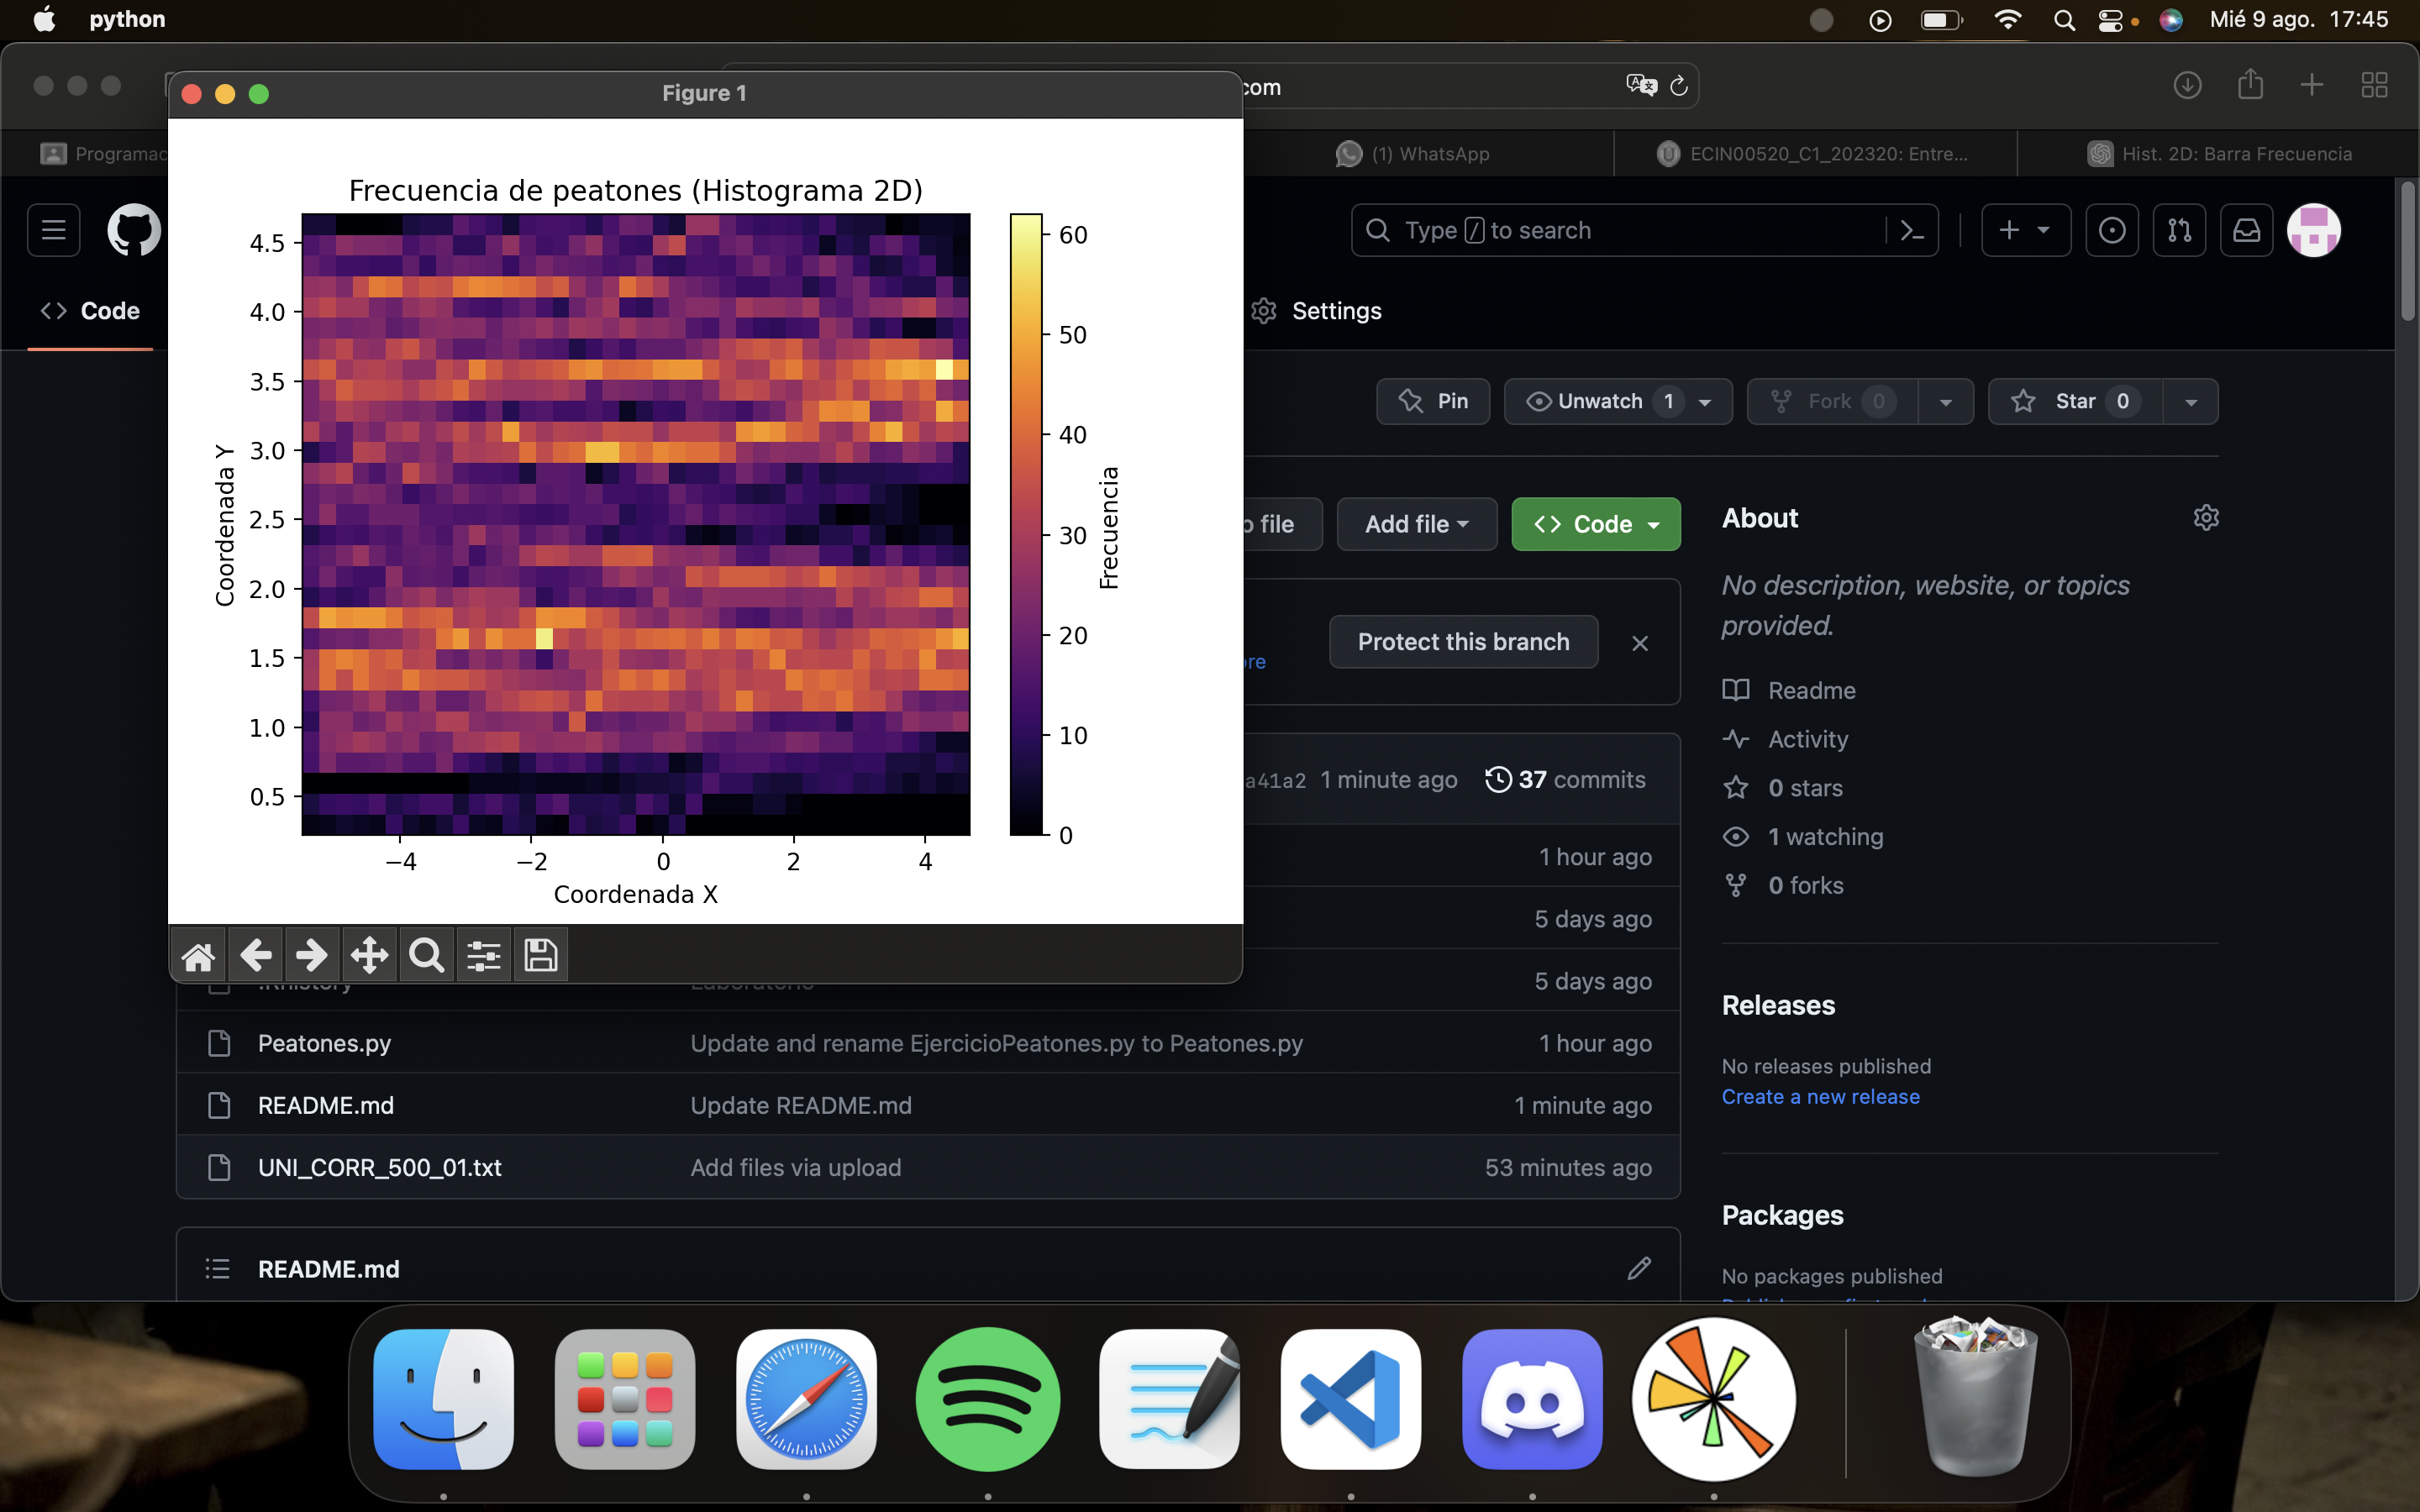 python
Mié 9 ago. 17:45
Figure 1
com
Programac
(1) WhatsApp
ECIN00520_C1_202320: Entre...
Hist. 2D: Barra Frecuencia
Type / to search
Code
Settings
Pin
Unwatch 1
Fork 0
Star 0
Frecuencia de peatones (Histograma 2D)
4.5
4.0
3.5
3.0
2.5
2.0
1.5
1.0
0.5
Coordenada Y
−4 −2 0 2 4
Coordenada X
60
50
40
30
20
10
0
Frecuencia
file
Add file
Code
About
No description, website, or topics
provided.
Protect this branch
re
Readme
Activity
0 stars
1 watching
0 forks
a41a2 1 minute ago 37 commits
1 hour ago
5 days ago
.Rhistory Laboratorio 5 days ago
Peatones.py Update and rename EjercicioPeatones.py to Peatones.py 1 hour ago
README.md Update README.md 1 minute ago
UNI_CORR_500_01.txt Add files via upload 53 minutes ago
README.md
Releases
No releases published
Create a new release
Packages
No packages published